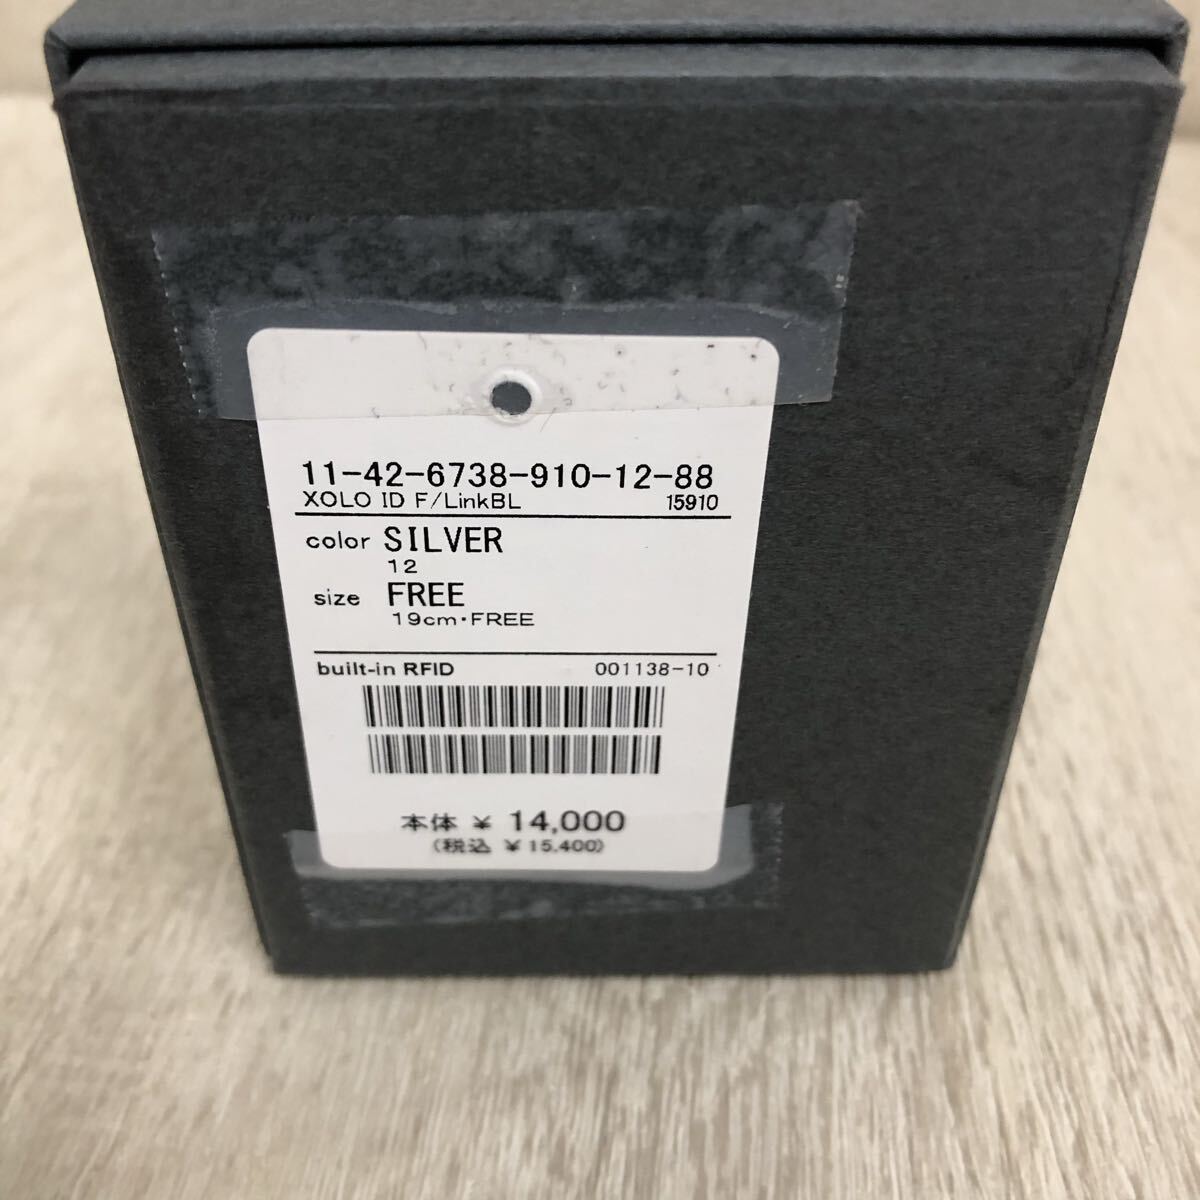 11-42-6738-910-12-88
XOLO ID F/LinkBL 15910
color SILVER
12
size FREE
19cm・FREE
built-in RFID 001138-10
本体 ¥ 14,000
(税込 ¥15,400)